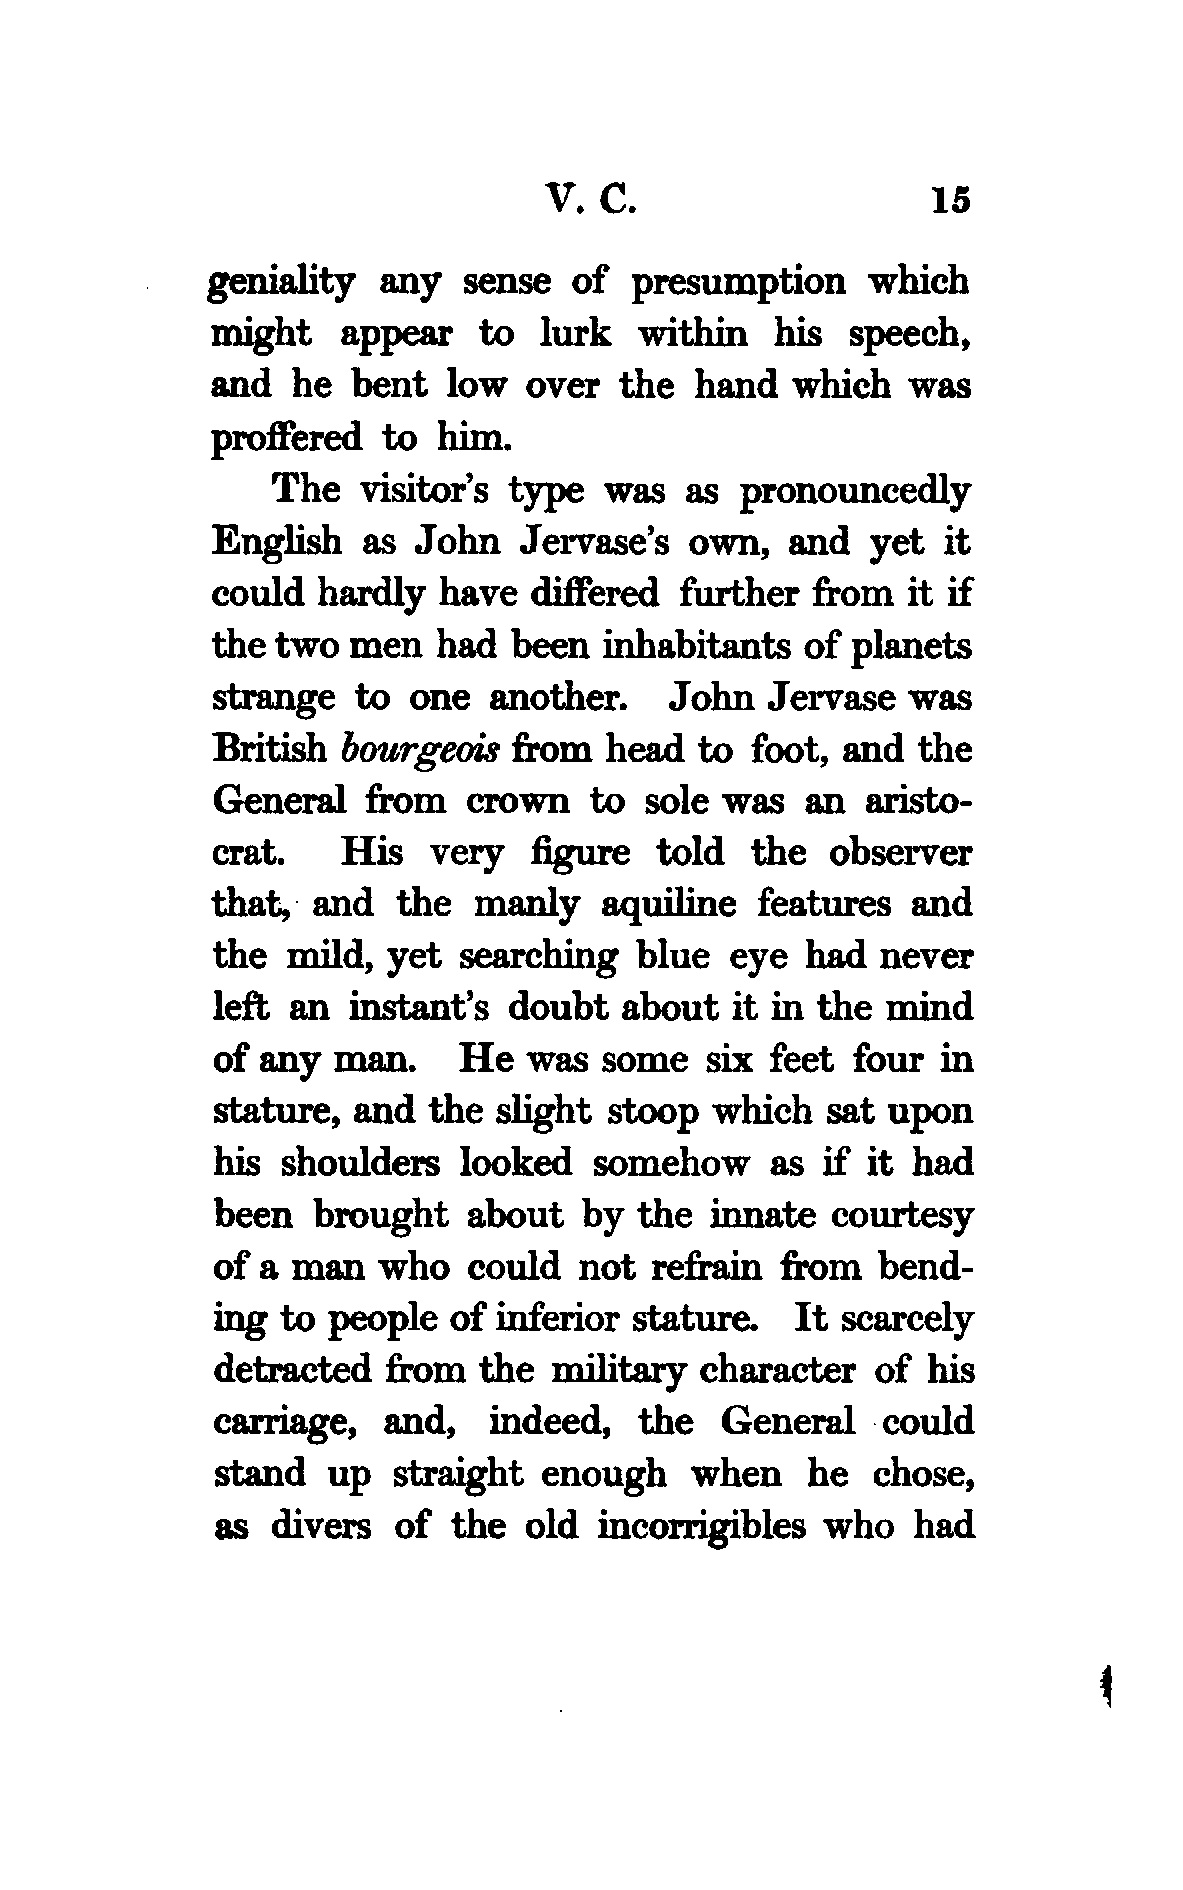 V. C. 15
geniality any sense of presumption which
might appear to lurk within his speech,
and he bent low over the hand which was
proffered to him.
The visitor's type was as pronouncedly
English as John Jervase's own, and yet it
could hardly have differed further from it if
the two men had been inhabitants of planets
strange to one another. John Jervase was
British bourgeois from head to foot, and the
General from crown to sole was an aristo-
crat. His very figure told the observer
that, and the manly aquiline features and
the mild, yet searching blue eye had never
left an instant's doubt about it in the mind
of any man. He was some six feet four in
stature, and the slight stoop which sat upon
his shoulders looked somehow as if it had
been brought about by the innate courtesy
of a man who could not refrain from bend-
ing to people of inferior stature. It scarcely
detracted from the military character of his
carriage, and, indeed, the General could
stand up straight enough when he chose,
as divers of the old incorrigibles who had